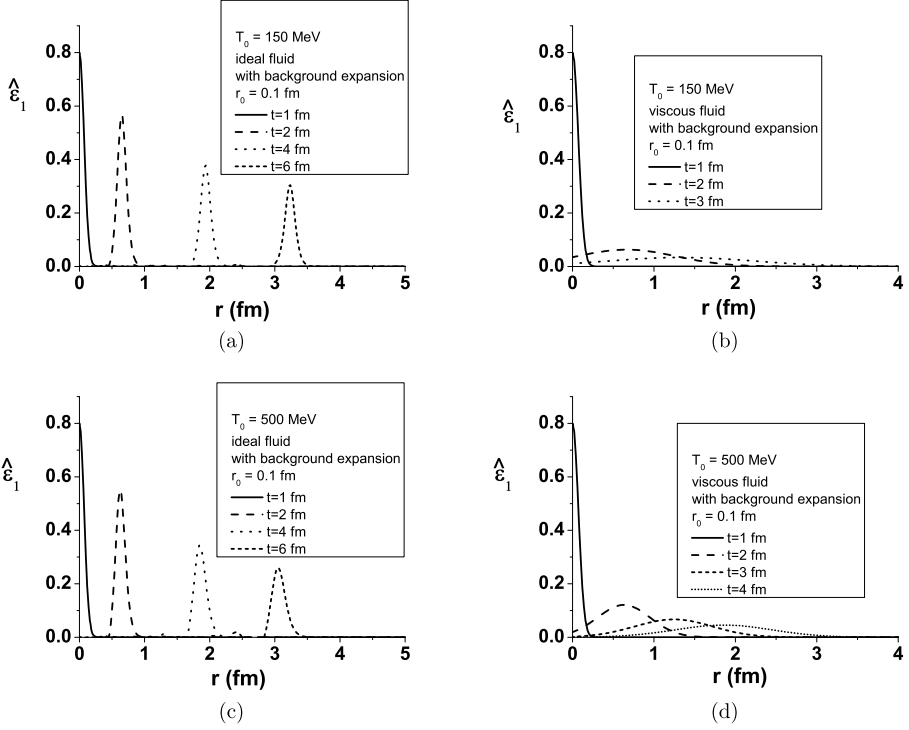 T0 = 150 MeV
ideal fluid
with background expansion
r0 = 0.1 fm
t=1 fm
t=2 fm
t=4 fm
t=6 fm
ε̂1
0.8
0.6
0.4
0.2
0.0
0 1 2 3 4 5
r (fm)
(a)
T0 = 150 MeV
viscous fluid
with background expansion
r0 = 0.1 fm
t=1 fm
t=2 fm
t=3 fm
ε̂1
0.8
0.6
0.4
0.2
0.0
0 1 2 3 4
r (fm)
(b)
T0 = 500 MeV
ideal fluid
with background expansion
r0 = 0.1 fm
t=1 fm
t=2 fm
t=4 fm
t=6 fm
ε̂1
0.8
0.6
0.4
0.2
0.0
0 1 2 3 4 5
r (fm)
(c)
T0 = 500 MeV
viscous fluid
with background expansion
r0 = 0.1 fm
t=1 fm
t=2 fm
t=3 fm
t=4 fm
ε̂1
0.8
0.6
0.4
0.2
0.0
0 1 2 3 4
r (fm)
(d)